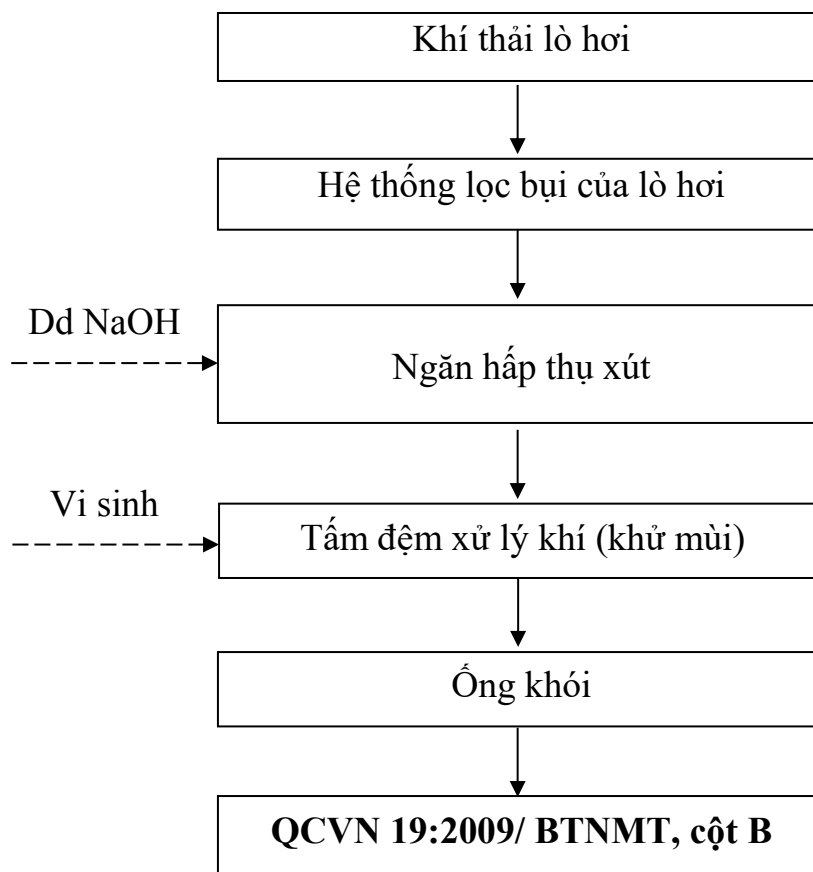 Khí thải lò hơi
Hệ thống lọc bụi của lò hơi
Dd NaOH
Ngăn hấp thụ xút
Vi sinh
Tấm đệm xử lý khí (khử mùi)
Ống khói
QCVN 19:2009/ BTNMT, cột B